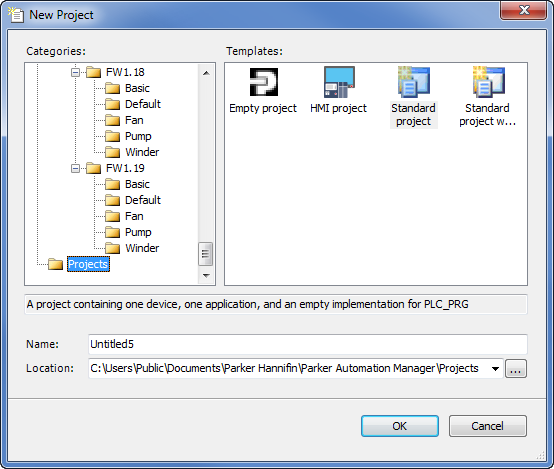 New Project
Categories:
Templates:
FW1.18
Basic
Default
Fan
Pump
Winder
FW1.19
Basic
Default
Fan
Pump
Winder
Projects
Empty project
HMI project
Standard
project
Standard
project w...
A project containing one device, one application, and an empty implementation for PLC_PRG
Name:
Untitled5
Location:
C:\Users\Public\Documents\Parker Hannifin\Parker Automation Manager\Projects
...
OK
Cancel